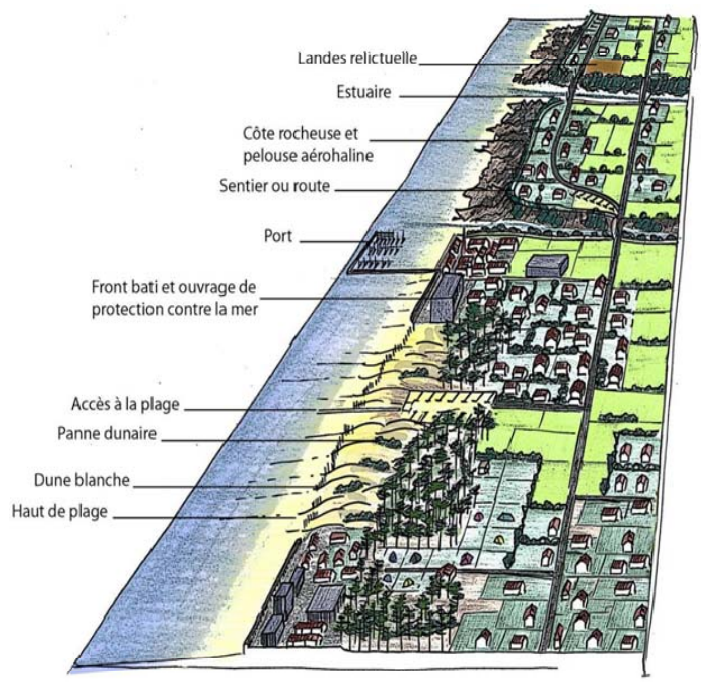 Landes relictuelle
Estuaire
Côte rocheuse et
pelouse aérohaline
Sentier ou route
Port
Front bati et ouvrage de
protection contre la mer
Accès à la plage
Panne dunaire
Dune blanche
Haut de plage